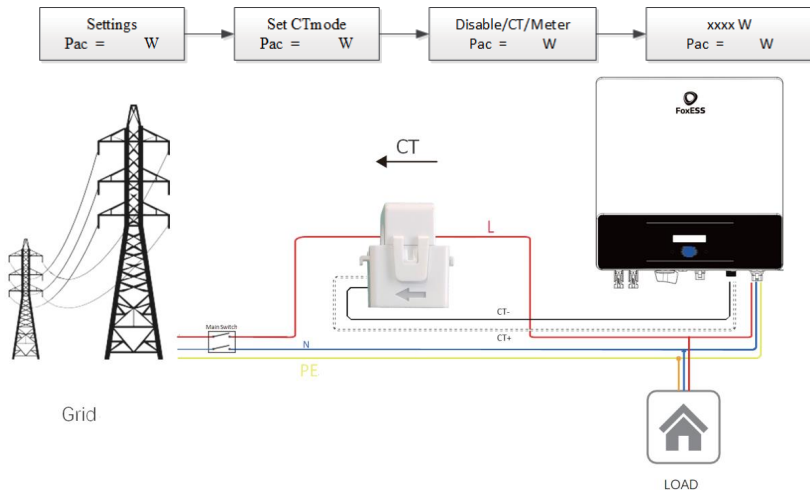 Settings
Pac = W
Set CTmode
Pac = W
Disable/CT/Meter
Pac = W
xxxx W
Pac = W
FoxESS
CT
L
CT-
Main Switch
CT+
N
PE
Grid
LOAD